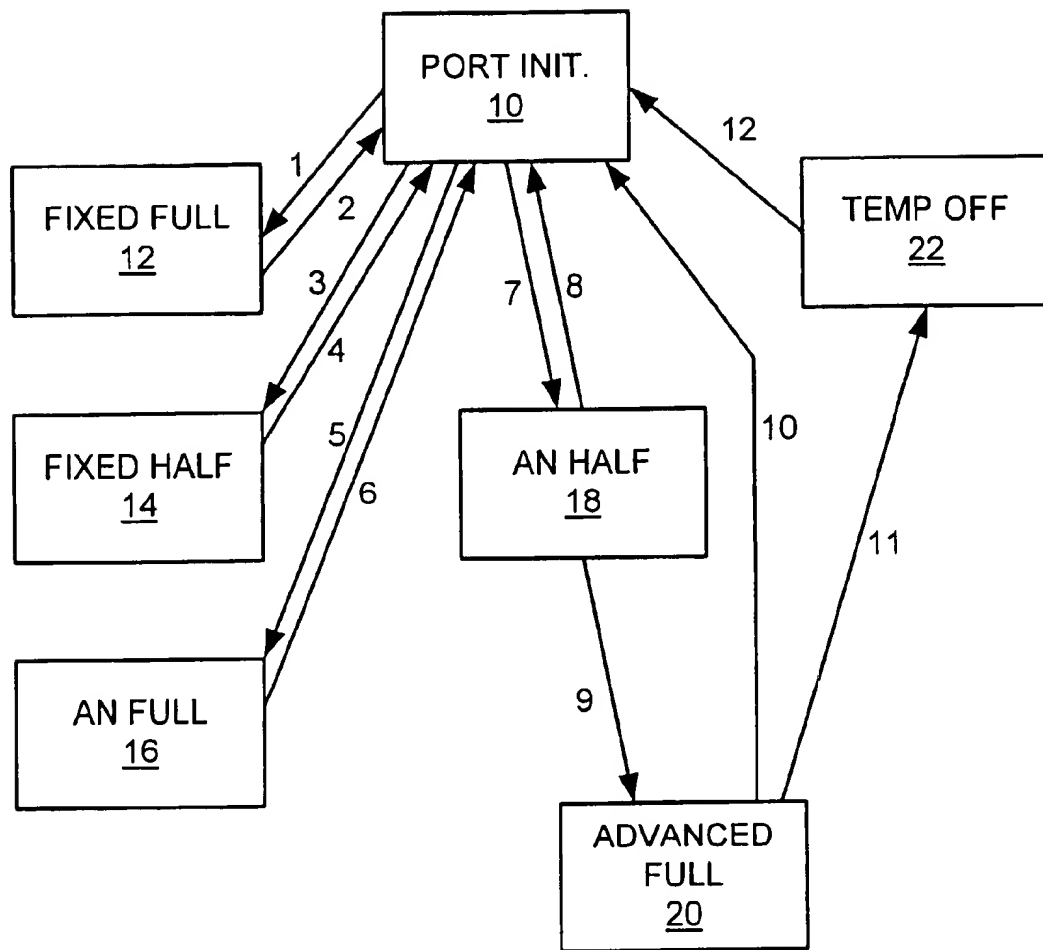 PORT INIT.
10
12
1
2
FIXED FULL
12
TEMP OFF
22
3
4
7
8
FIXED HALF
14
5
6
AN HALF
18
10
11
AN FULL
16
9
ADVANCED
FULL
20